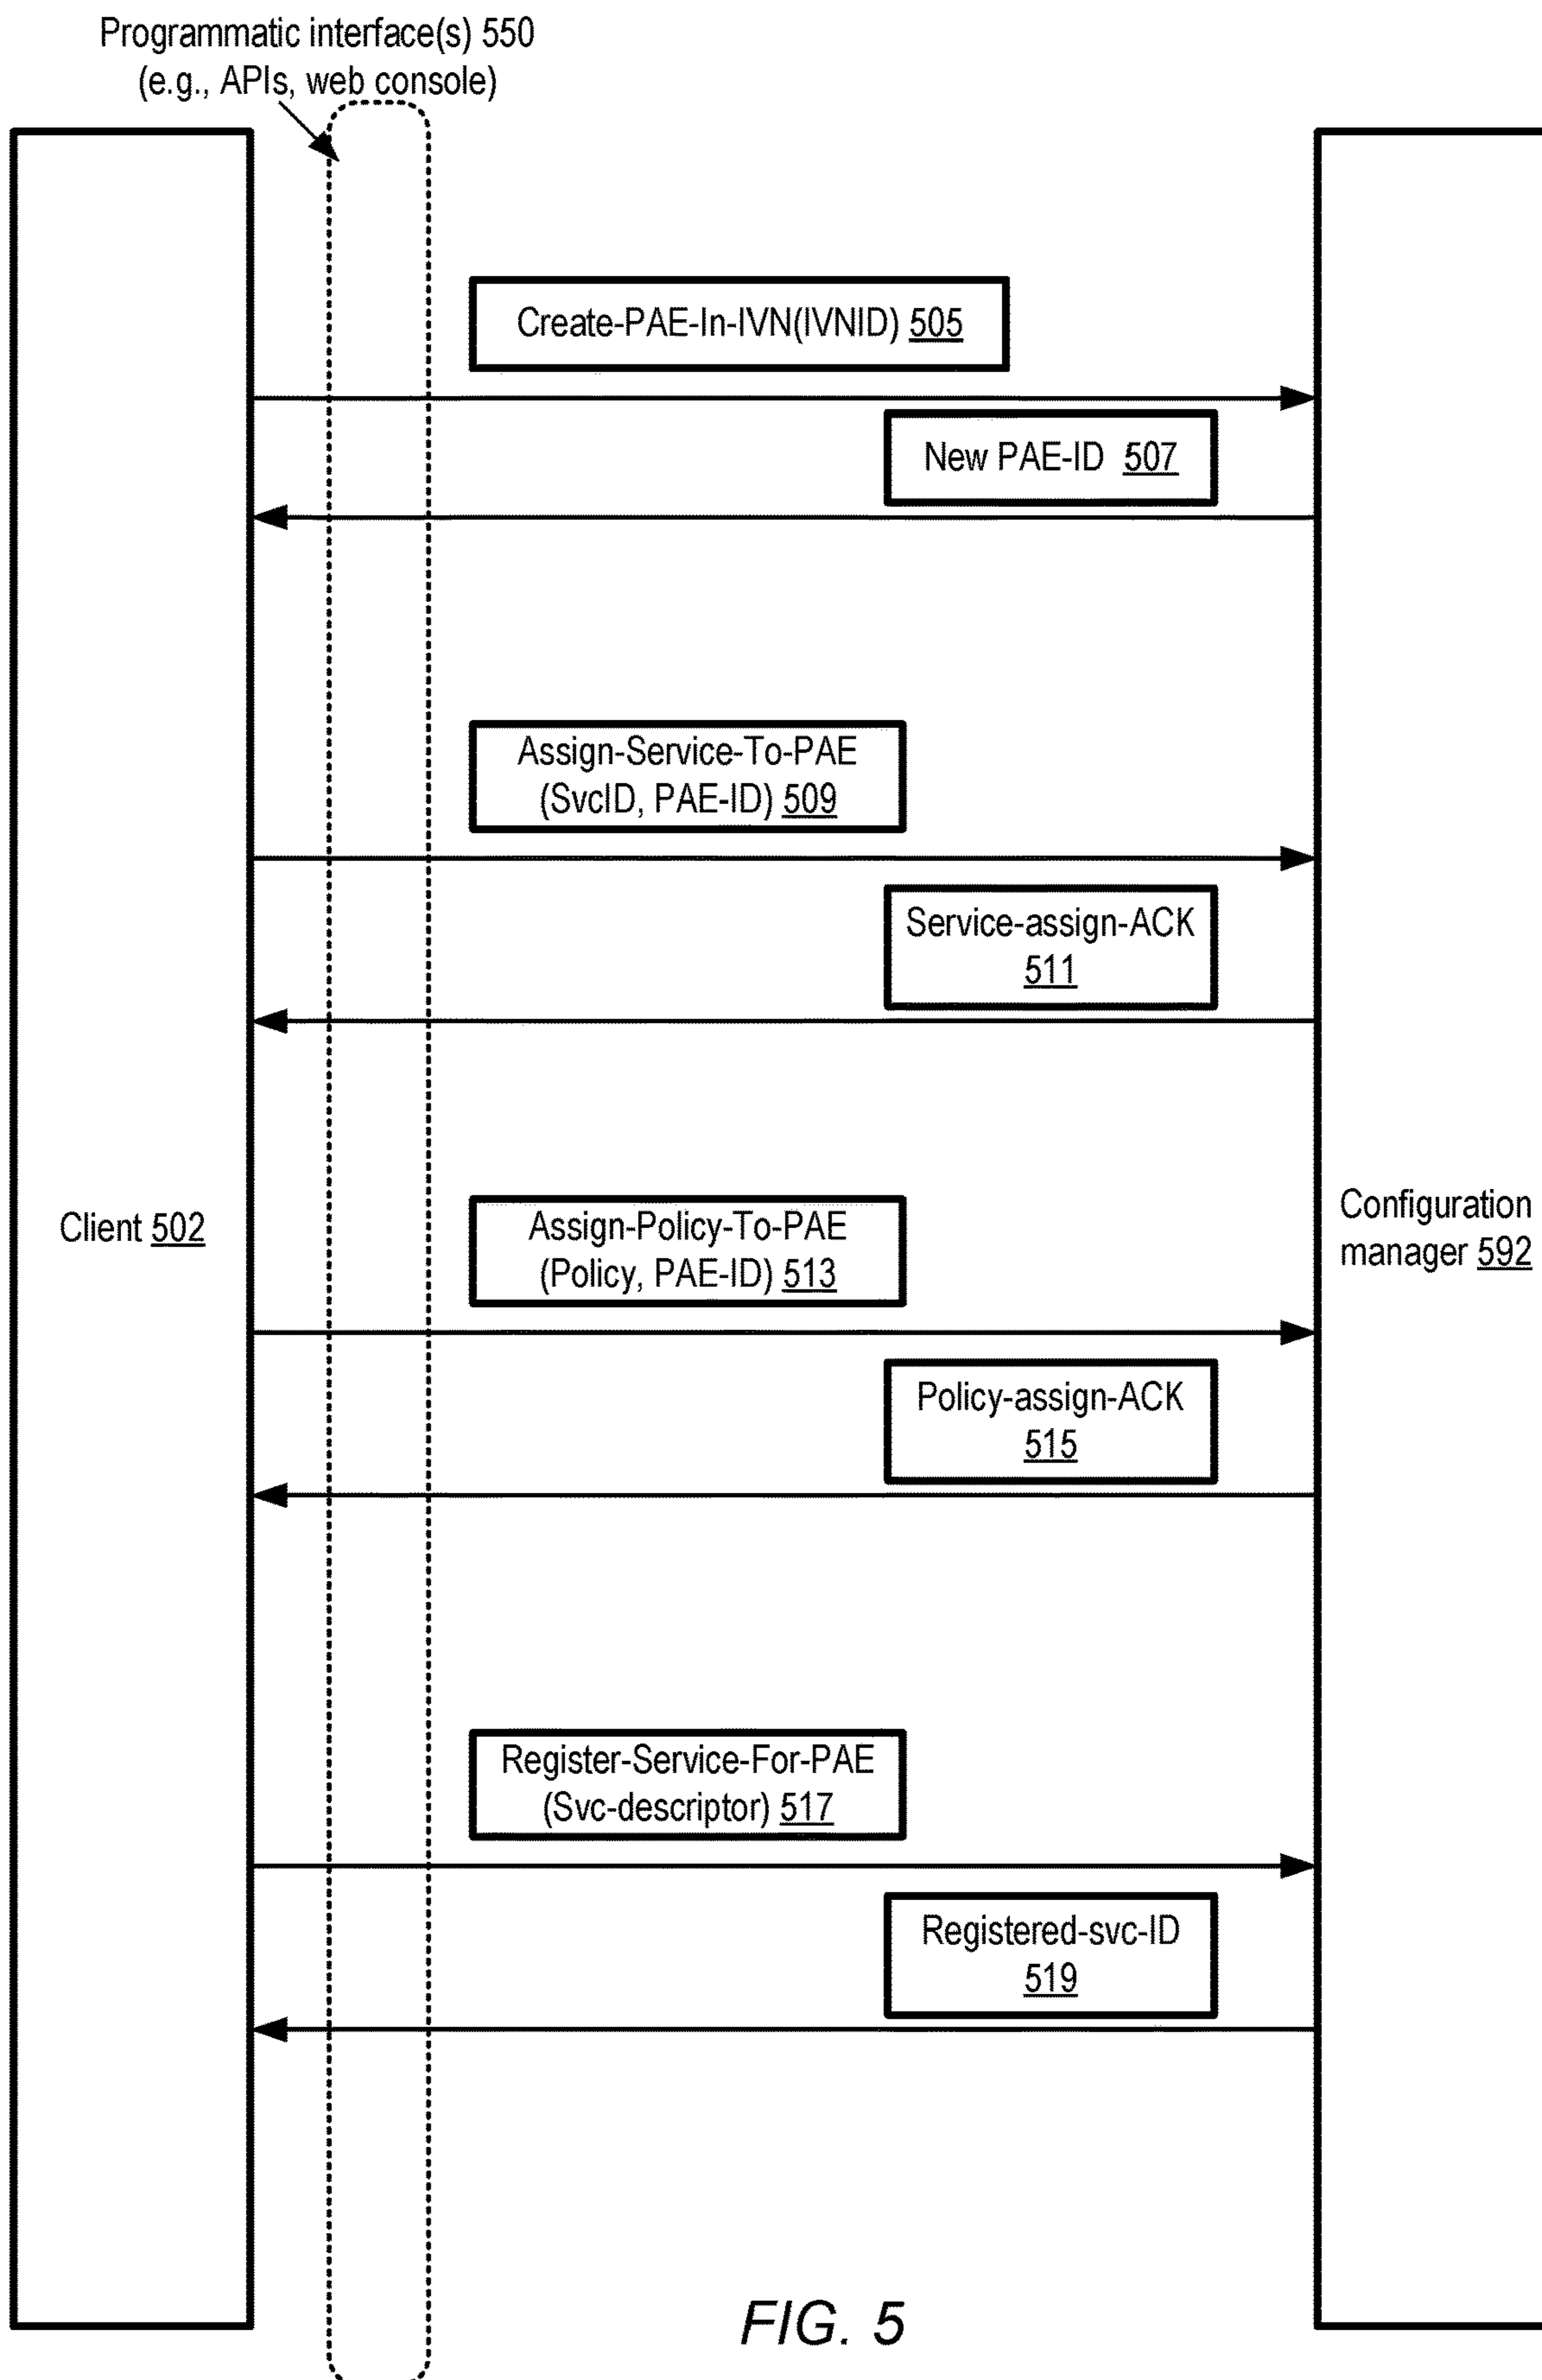 Programmatic interface(s) 550
(e.g., APIs, web console)
Create-PAE-In-IVN(IVNID) 505
New PAE-ID 507
Assign-Service-To-PAE
(SvcID, PAE-ID) 509
Service-assign-ACK
511
Client 502
Assign-Policy-To-PAE
(Policy, PAE-ID) 513
Configuration
manager 592
Policy-assign-ACK
515
Register-Service-For-PAE
(Svc-descriptor) 517
Registered-svc-ID
519
FIG. 5